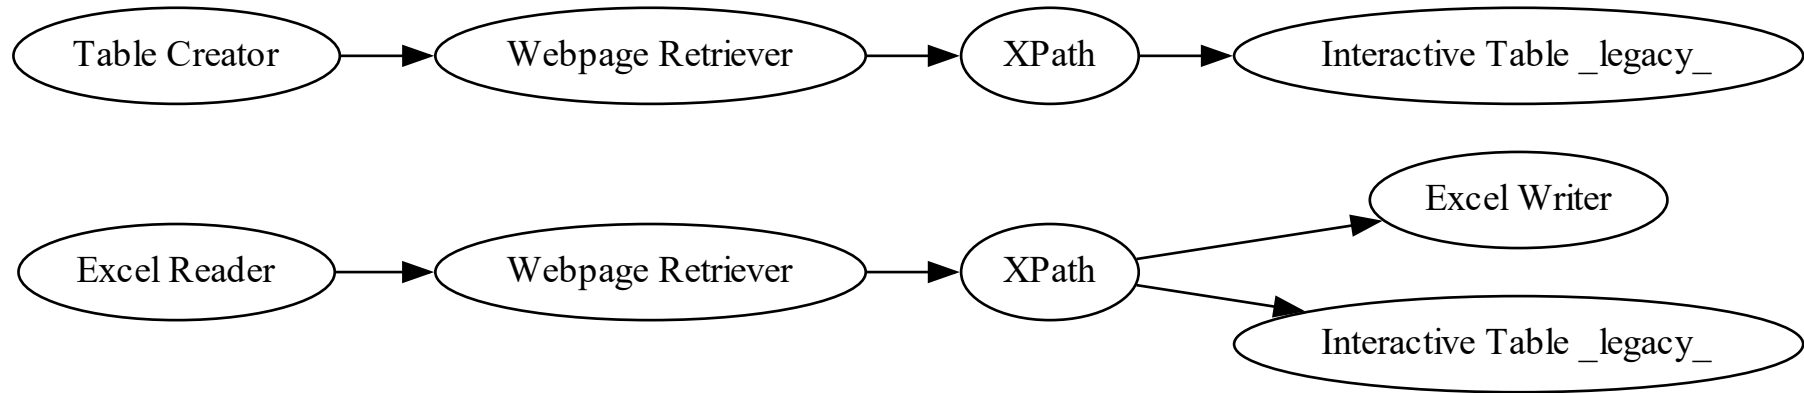 Table Creator
Webpage Retriever
XPath
Interactive Table _legacy_
Excel Reader
Webpage Retriever
XPath
Excel Writer
Interactive Table _legacy_